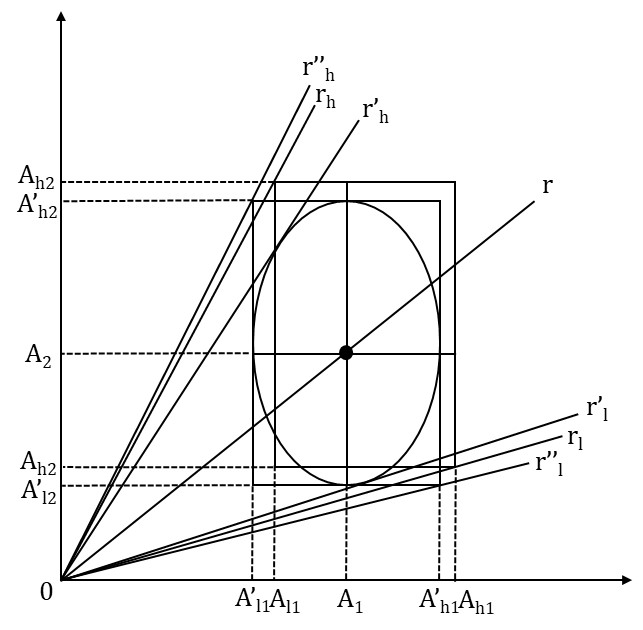 r”h
rh
r’h
Ah2
A’h2
r
A2
r’l
rl
r”l
Ah2
A’l2
0
A’l1 Al1 A1 A’h1 Ah1